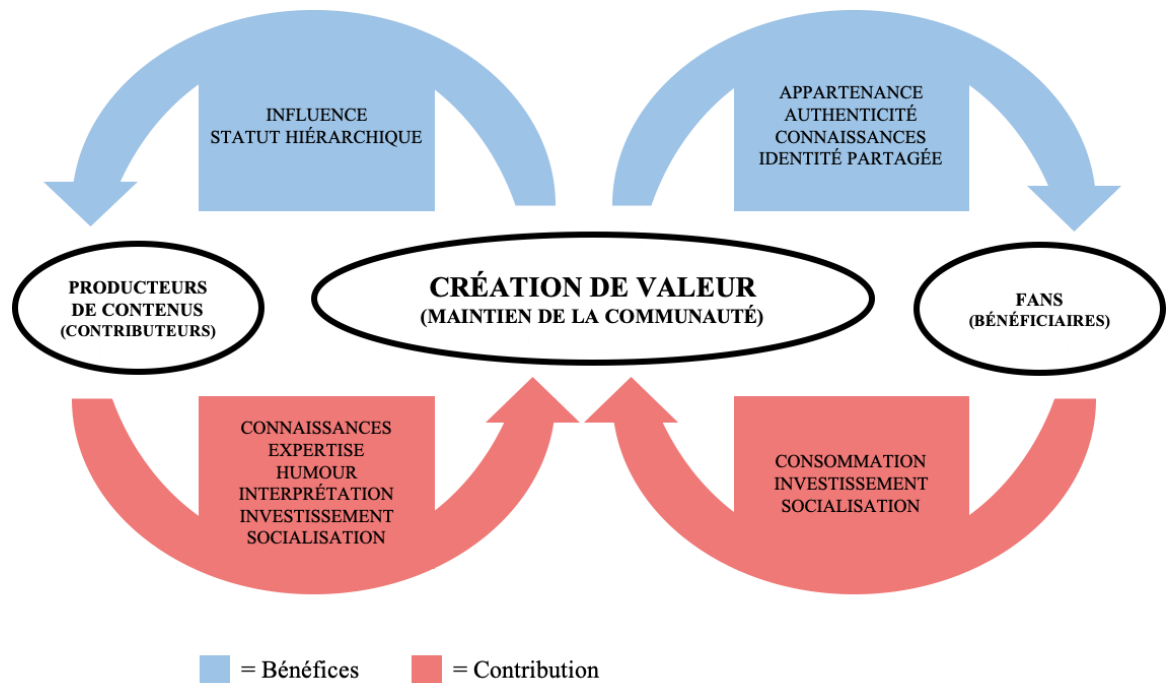 INFLUENCE
STATUT HIÉRARCHIQUE
APPARTENANCE
AUTHENTICITÉ
CONNAISSANCES
IDENTITÉ PARTAGÉE
PRODUCTEURS
DE CONTENUS
(CONTRIBUTEURS)
CRÉATION DE VALEUR
(MAINTIEN DE LA COMMUNAUTÉ)
FANS
(BÉNÉFICIAIRES)
CONNAISSANCES
EXPERTISE
HUMOUR
INTERPRÉTATION
INVESTISSEMENT
SOCIALISATION
CONSOMMATION
INVESTISSEMENT
SOCIALISATION
= Bénéfices
= Contribution